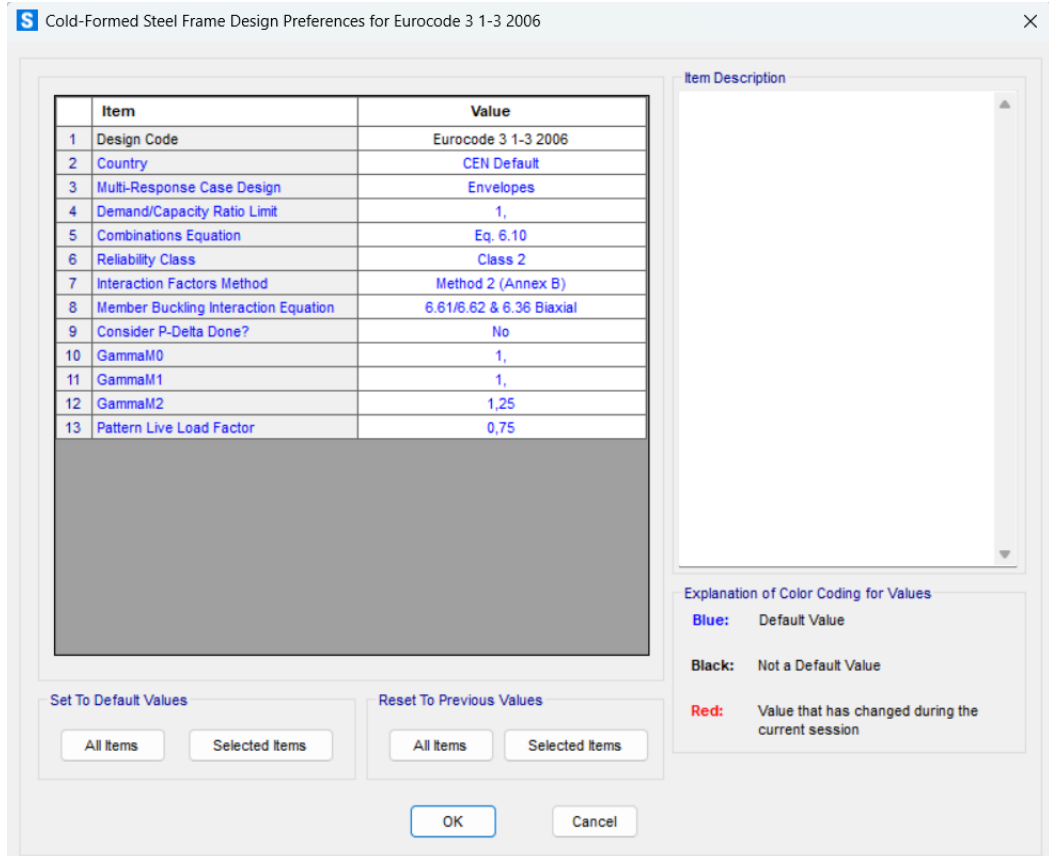 S Cold-Formed Steel Frame Design Preferences for Eurocode 3 1-3 2006
Item Value
1 Design Code Eurocode 3 1-3 2006
2 Country CEN Default
3 Multi-Response Case Design Envelopes
4 Demand/Capacity Ratio Limit 1,
5 Combinations Equation Eq. 6.10
6 Reliability Class Class 2
7 Interaction Factors Method Method 2 (Annex B)
8 Member Buckling Interaction Equation 6.61/6.62 & 6.36 Biaxial
9 Consider P-Delta Done? No
10 GammaM0 1,
11 GammaM1 1,
12 GammaM2 1,25
13 Pattern Live Load Factor 0,75
Item Description
Explanation of Color Coding for Values
Blue: Default Value
Black: Not a Default Value
Red: Value that has changed during the
current session
Set To Default Values
All Items Selected Items
Reset To Previous Values
All Items Selected Items
OK Cancel